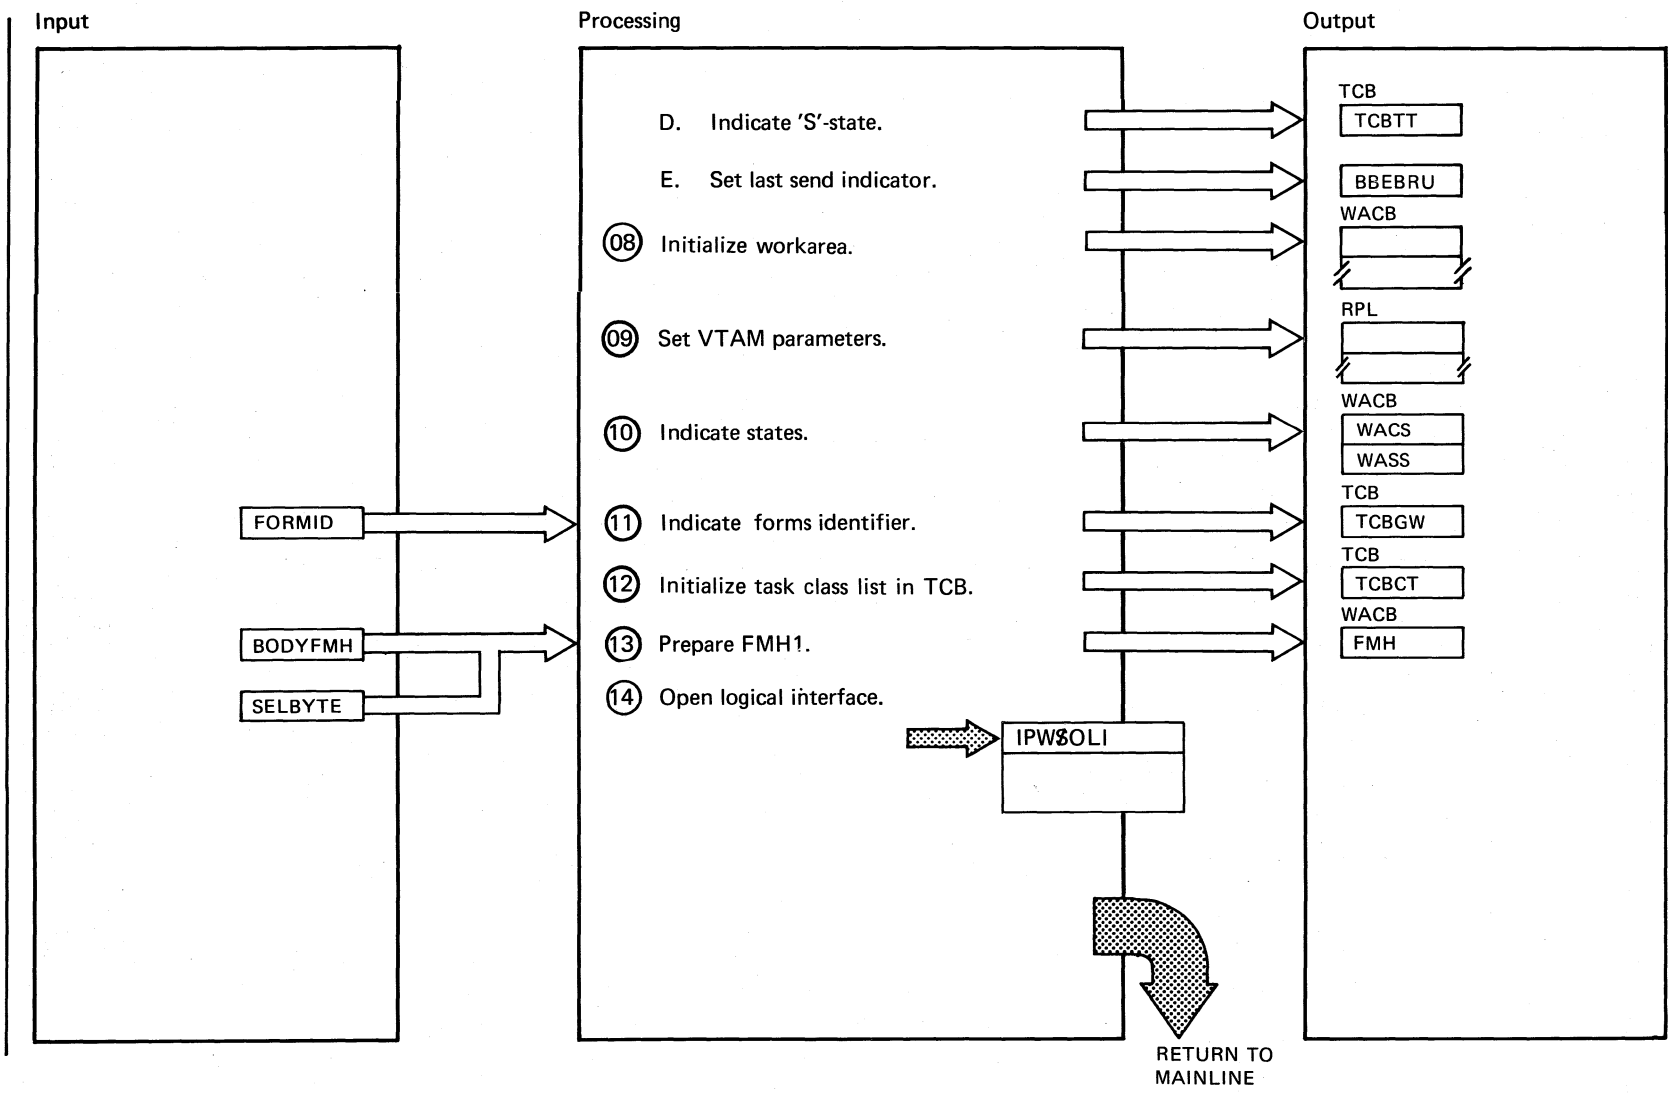 Input
Processing
Output
D. Indicate 'S'-state.
TCB
TCBTT
E. Set last send indicator.
BBEBRU
08 Initialize workarea.
WACB
09 Set VTAM parameters.
RPL
10 Indicate states.
WACB
WACS
WASS
FORMID
11 Indicate forms identifier.
TCB
TCBGW
12 Initialize task class list in TCB.
TCB
TCBCT
BODYFMH
13 Prepare FMH1.
WACB
FMH
SELBYTE
14 Open logical interface.
RETURN TO
MAINLINE